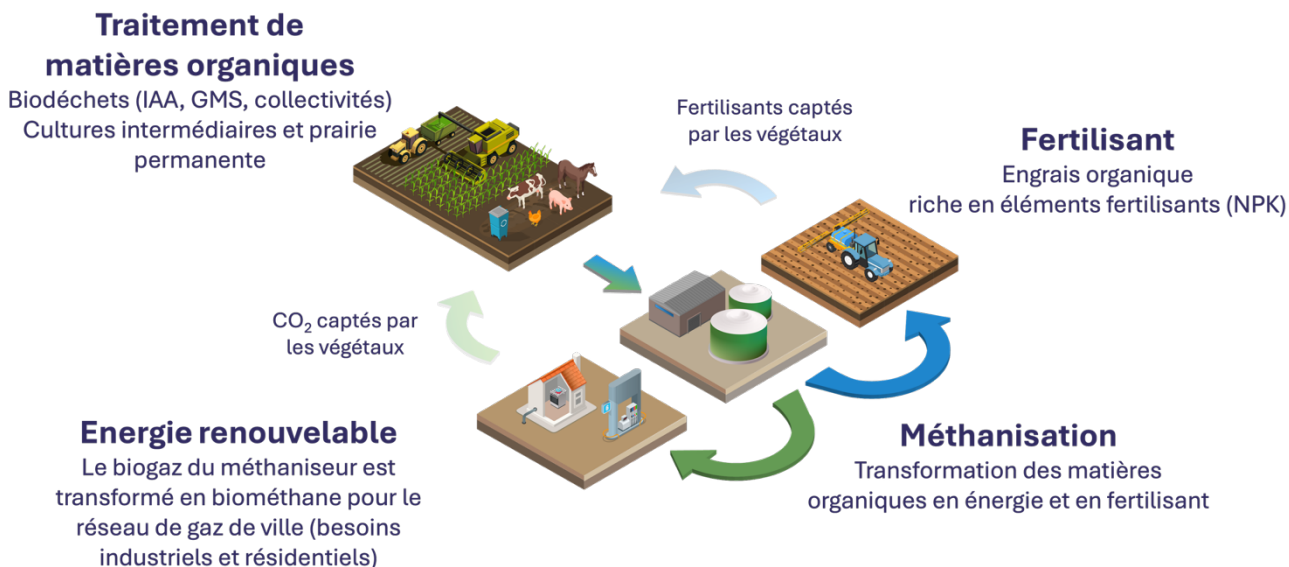 Traitement de
matières organiques
Biodéchets (IAA, GMS, collectivités)
Cultures intermédiaires et prairie
permanente
Fertilisants captés
par les végétaux
Fertilisant
Engrais organique
riche en éléments fertilisants (NPK)
CO₂ captés par
les végétaux
Energie renouvelable
Le biogaz du méthaniseur est
transformé en biométhane pour le
réseau de gaz de ville (besoins
industriels et résidentiels)
Méthanisation
Transformation des matières
organiques en énergie et en fertilisant